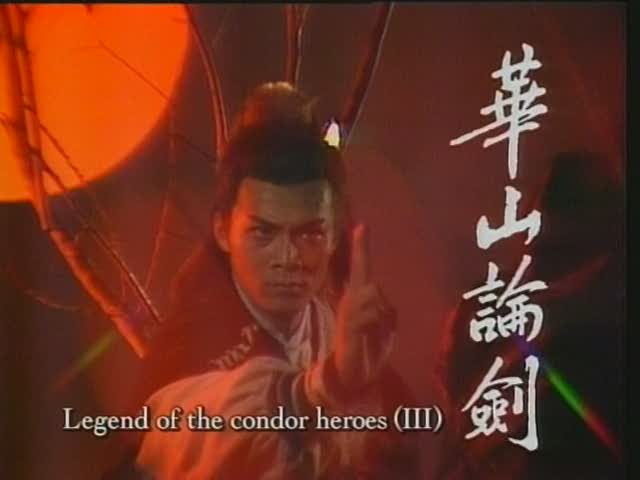 華山論劍
Legend of the condor heroes (III)